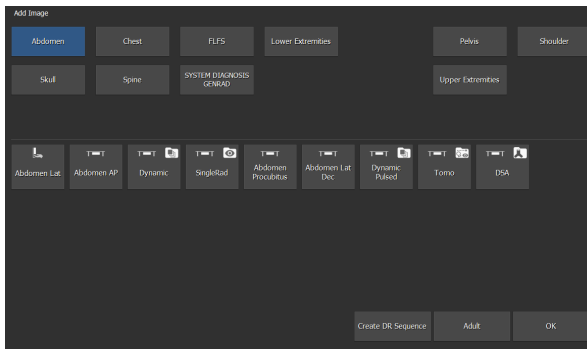 Add Image
Abdomen
Chest
FLFS
Lower Extremities
Pelvis
Shoulder
Skull
Spine
SYSTEM DIAGNOSIS
GENRAD
Upper Extremities
Abdomen Lat
Abdomen AP
Dynamic
SingleRad
Abdomen
Procubitus
Abdomen Lat
Dec
Dynamic
Pulsed
Tomo
DSA
Create DR Sequence
Adult
OK